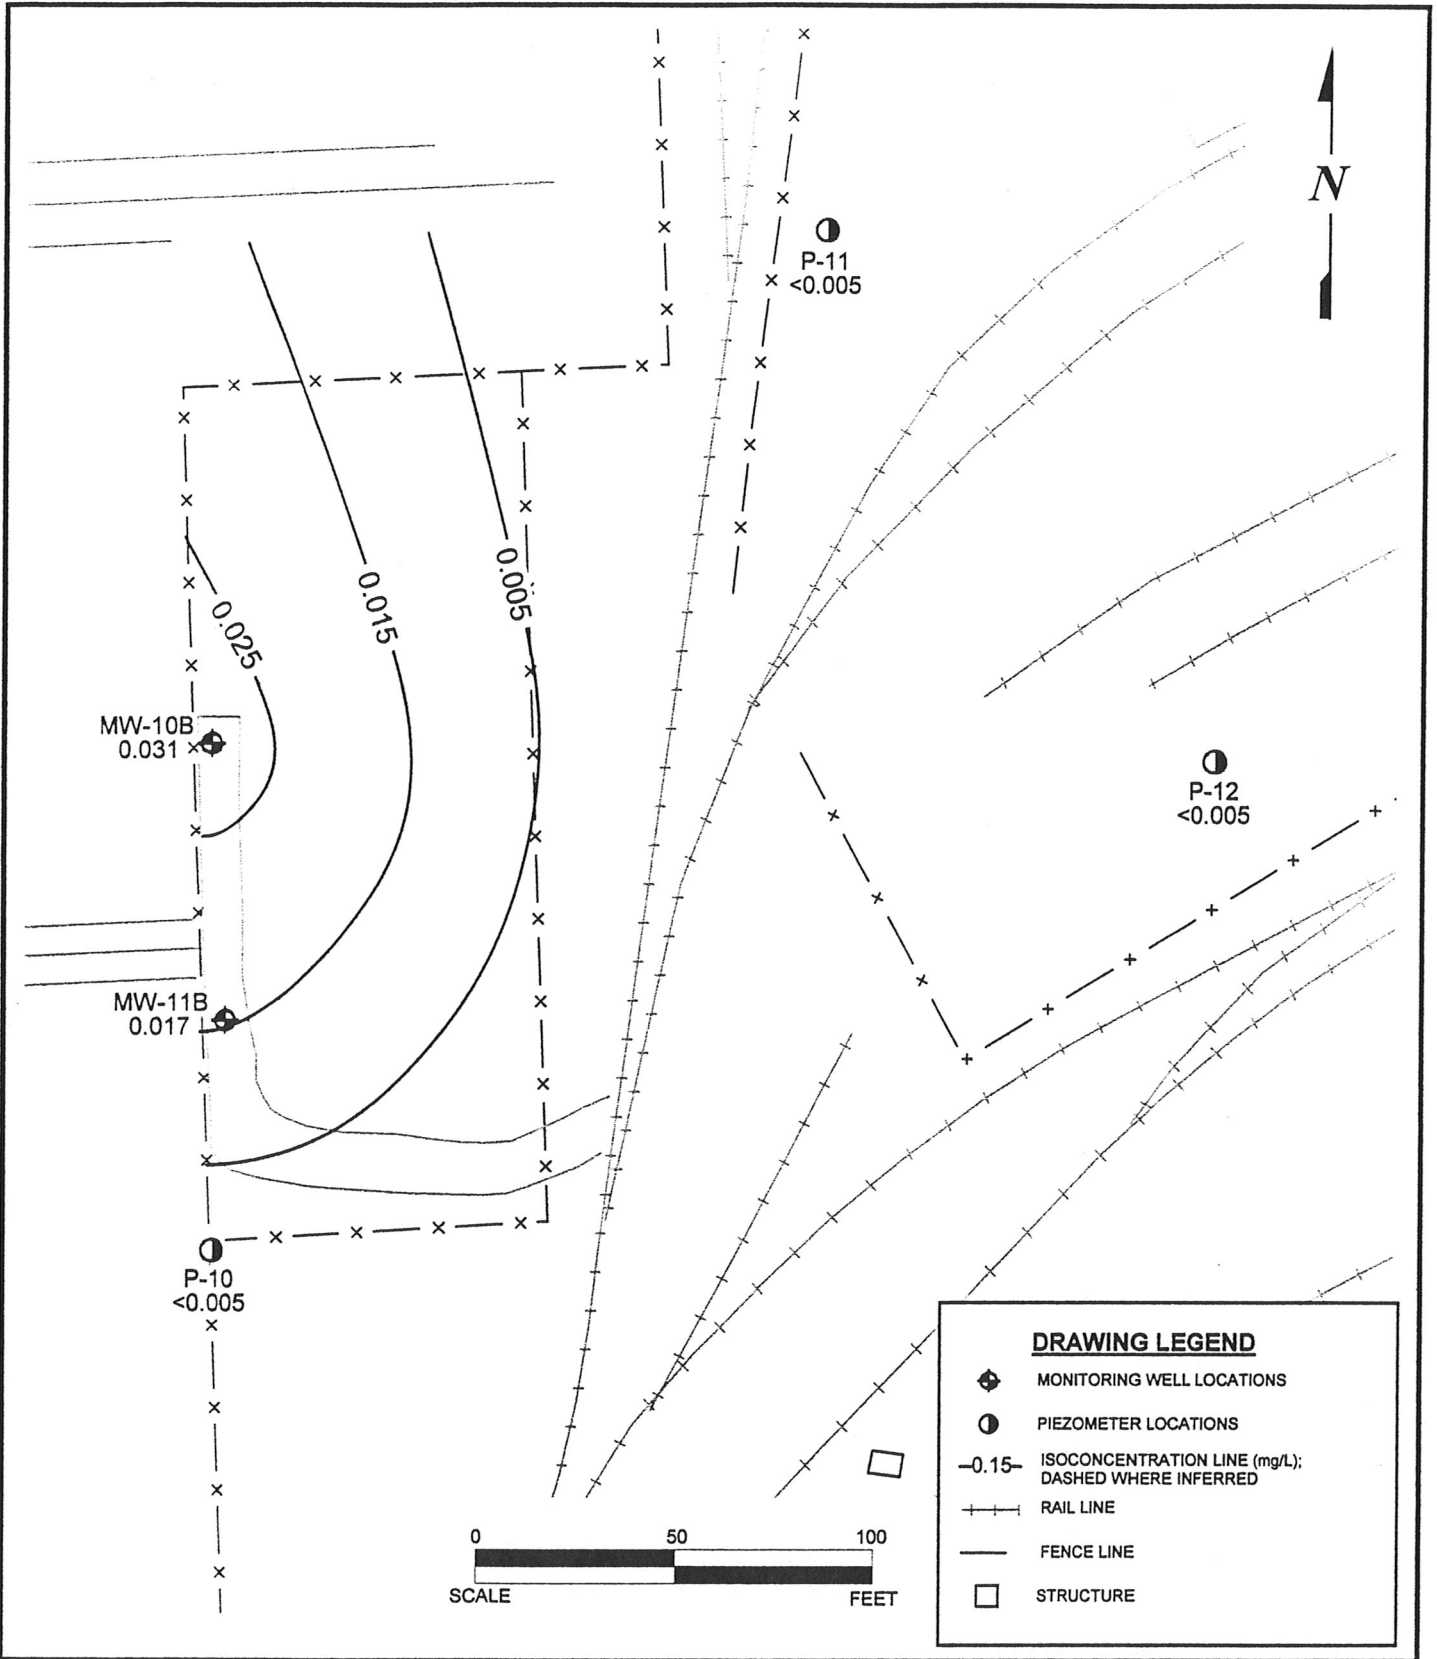 N
P-11
<0.005
0.005
0.015
0.025
MW-10B
0.031
P-12
<0.005
MW-11B
0.017
P-10
<0.005
DRAWING LEGEND
MONITORING WELL LOCATIONS
PIEZOMETER LOCATIONS
0.15 ISOCONCENTRATION LINE (mg/L);
DASHED WHERE INFERRED
RAIL LINE
FENCE LINE
STRUCTURE
0 50 100
SCALE FEET